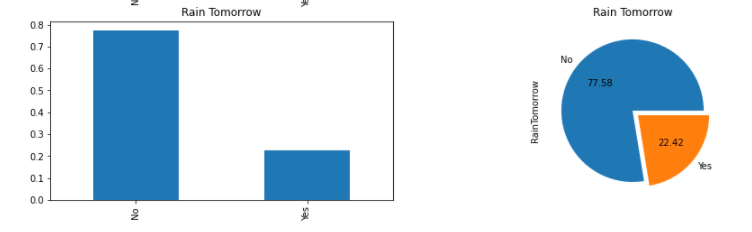 Rain Tomorrow
0.8
0.7
0.6
0.5
0.4
0.3
0.2
0.1
0.0
No
Yes
Rain Tomorrow
RainTomorrow
No
77.58
22.42
Yes